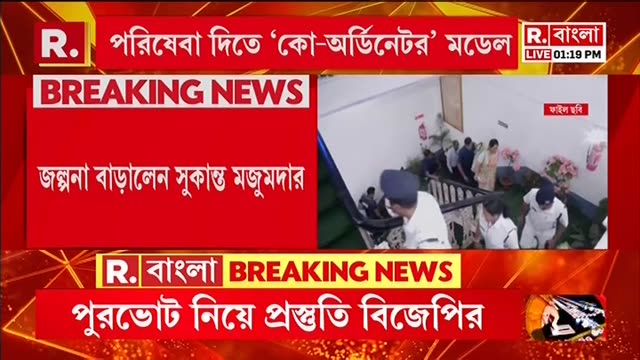 R.
পরিষেবা দিতে ‘কো-অর্ডিনেটর’ মডেল
R. বাংলা
LIVE 01:19 PM
BREAKING NEWS
জল্পনা বাড়ালেন সুকান্ত মজুমদার
ফাইল ছবি
R. বাংলা BREAKING NEWS
পুরভোট নিয়ে প্রস্তুতি বিজেপির